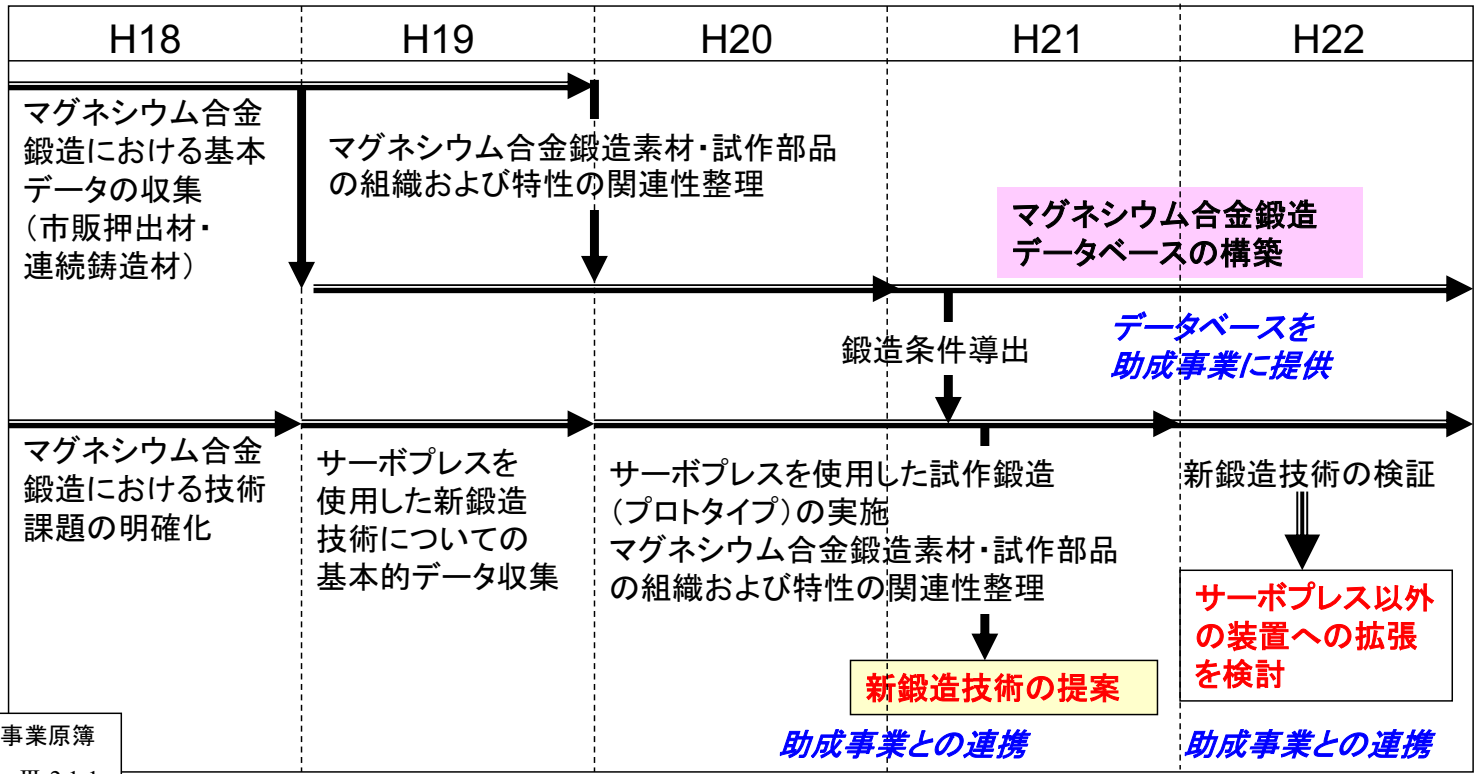 H18
H19
H20
H21
H22
マグネシウム合金
鍛造における基本
データの収集
（市販押出材・
連続鋳造材）
マグネシウム合金鍛造素材・試作部品
の組織および特性の関連性整理
マグネシウム合金鍛造
データベースの構築
データベースを
助成事業に提供
鍛造条件導出
マグネシウム合金
鍛造における技術
課題の明確化
サーボプレスを
使用した新鍛造
技術についての
基本的データ収集
サーボプレスを使用した試作鍛造
（プロトタイプ）の実施
マグネシウム合金鍛造素材・試作部品
の組織および特性の関連性整理
新鍛造技術の検証
サーボプレス以外
の装置への拡張
を検討
新鍛造技術の提案
助成事業との連携
助成事業との連携
事業原簿